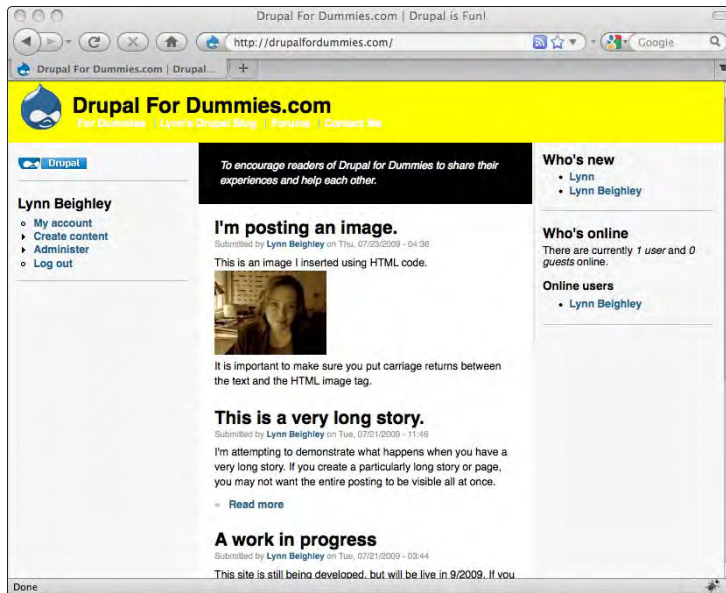 Drupal For Dummies.com | Drupal is Fun!
http://drupalfordummies.com/
Google
Drupal For Dummies.com | Drupal...
Drupal For Dummies.com
For Dummies | Lynn's Drupal Blog | Forums | Contact Me
Drupal
Lynn Beighley
My account
Create content
Administer
Log out
To encourage readers of Drupal for Dummies to share their
experiences and help each other.
I'm posting an image.
Submitted by Lynn Beighley on Thu, 07/23/2009 - 04:36
This is an image I inserted using HTML code.
It is important to make sure you put carriage returns between
the text and the HTML image tag.
This is a very long story.
Submitted by Lynn Beighley on Tue, 07/21/2009 - 11:46
I'm attempting to demonstrate what happens when you have a
very long story. If you create a particularly long story or page,
you may not want the entire posting to be visible all at once.
» Read more
A work in progress
Submitted by Lynn Beighley on Tue, 07/21/2009 - 03:44
This site is still being developed, but will be live in 9/2009. If you
Who's new
Lynn
Lynn Beighley
Who's online
There are currently 1 user and 0
guests online.
Online users
Lynn Beighley
Done